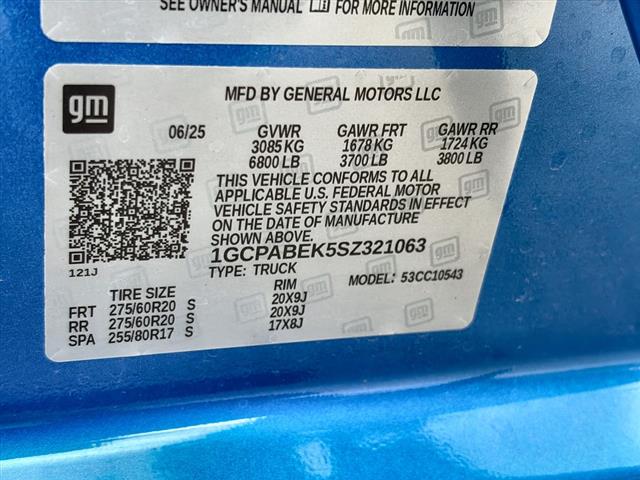 SEE OWNER'S MANUAL FOR MORE INFORMATION
gm
MFD BY GENERAL MOTORS LLC
06/25 GVWR GAWR FRT GAWR RR
3085 KG 1678 KG 1724 KG
6800 LB 3700 LB 3800 LB
THIS VEHICLE CONFORMS TO ALL
APPLICABLE U.S. FEDERAL MOTOR
VEHICLE SAFETY STANDARDS IN EFFECT
ON THE DATE OF MANUFACTURE
SHOWN ABOVE.
1GCPABEK5SZ321063
121J
TYPE: TRUCK MODEL: 53CC10543
TIRE SIZE RIM
FRT 275/60R20 S 20X9J
RR 275/60R20 S 20X9J
SPA 255/80R17 S 17X8J